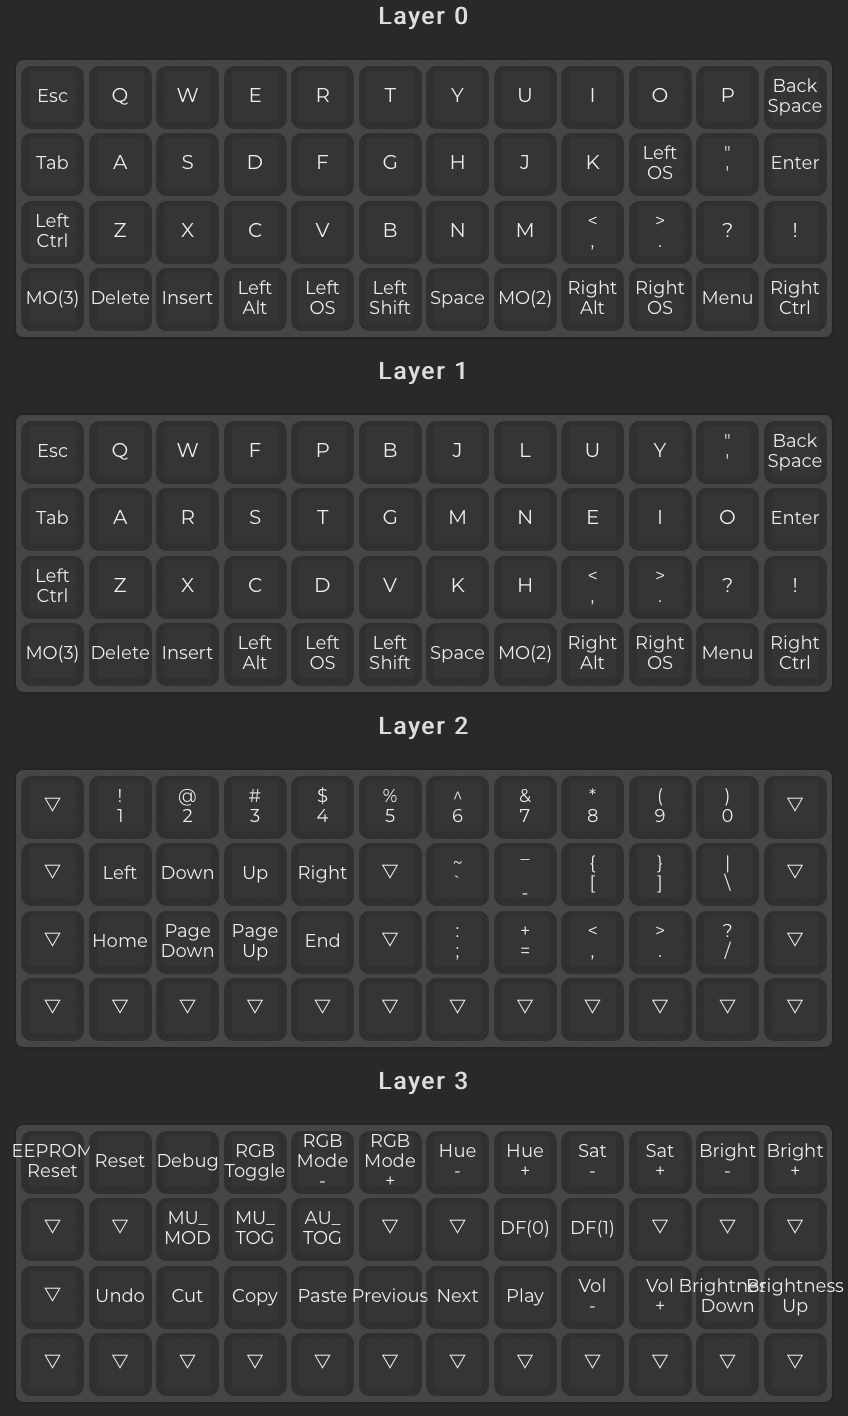 Layer 0
Esc Q W E R T Y U I O P Back Space
Tab A S D F G H J K Left OS " ' Enter
Left Ctrl Z X C V B N M < , > . ? !
MO(3) Delete Insert Left Alt Left OS Left Shift Space MO(2) Right Alt Right OS Menu Right Ctrl
Layer 1
Esc Q W F P B J L U Y " ' Back Space
Tab A R S T G M N E I O Enter
Left Ctrl Z X C D V K H < , > . ? !
MO(3) Delete Insert Left Alt Left OS Left Shift Space MO(2) Right Alt Right OS Menu Right Ctrl
Layer 2
▽ ! 1 @ 2 # 3 $ 4 % 5 ^ 6 & 7 * 8 ( 9 ) 0 ▽
▽ Left Down Up Right ▽ ~ ` _ - { [ } ] | \ ▽
▽ Home Page Down Page Up End ▽ : ; + = < , > . ? / ▽
▽ ▽ ▽ ▽ ▽ ▽ ▽ ▽ ▽ ▽ ▽ ▽
Layer 3
EEPROM Reset Reset Debug RGB Toggle RGB Mode - RGB Mode + Hue - Hue + Sat - Sat + Bright - Bright +
▽ ▽ MU_MOD MU_TOG AU_TOG ▽ ▽ DF(0) DF(1) ▽ ▽ ▽
▽ Undo Cut Copy Paste Previous Next Play Vol - Vol + Brightness Down Brightness Up
▽ ▽ ▽ ▽ ▽ ▽ ▽ ▽ ▽ ▽ ▽ ▽